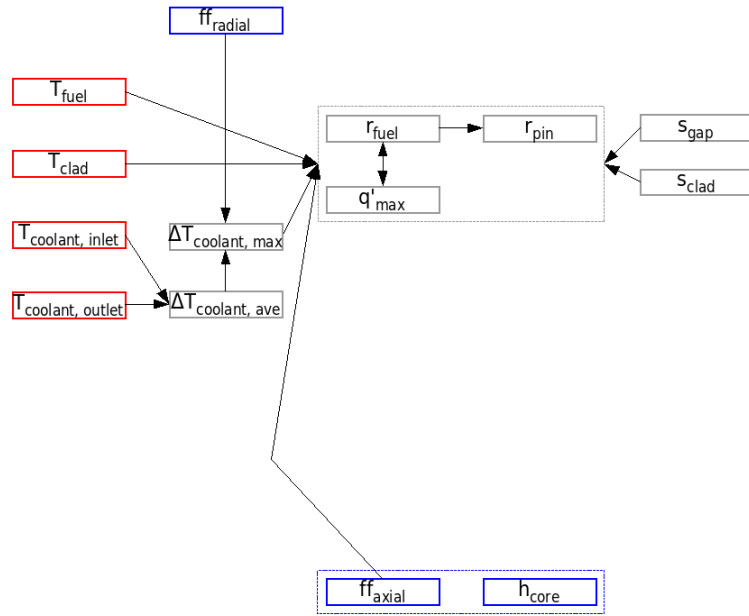 ff_radial
T_fuel
r_fuel
r_pin
s_gap
T_clad
s_clad
q'_max
T_coolant, inlet
ΔT_coolant, max
T_coolant, outlet
ΔT_coolant, ave
ff_axial
h_core